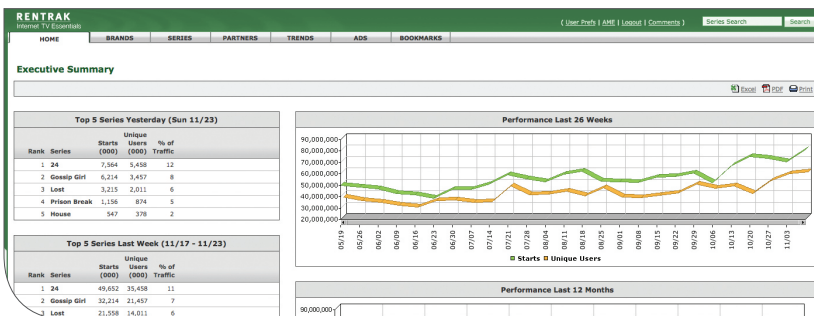 RENTRAK
Internet TV Essentials
( User Prefs | AME | Logout | Comments )
Series Search
Search
HOME BRANDS SERIES PARTNERS TRENDS ADS BOOKMARKS
Executive Summary
Excel PDF Print
Top 5 Series Yesterday (Sun 11/23)
Rank Series Starts (000) Unique Users (000) % of Traffic
1 24 7,564 5,458 12
2 Gossip Girl 6,214 3,457 8
3 Lost 3,215 2,011 6
4 Prison Break 1,156 874 5
5 House 547 378 2
Performance Last 26 Weeks
90,000,000
80,000,000
70,000,000
60,000,000
50,000,000
40,000,000
30,000,000
20,000,000
05/19 05/26 06/02 06/09 06/16 06/23 06/30 07/07 07/14 07/21 07/28 08/04 08/11 08/18 08/25 09/01 09/08 09/15 09/22 09/29 10/06 10/13 10/20 10/27 11/03
Starts Unique Users
Top 5 Series Last Week (11/17 - 11/23)
Rank Series Starts (000) Unique Users (000) % of Traffic
1 24 49,652 35,458 11
2 Gossip Girl 32,214 21,457 7
3 Lost 21,558 14,011 6
Performance Last 12 Months
90,000,000